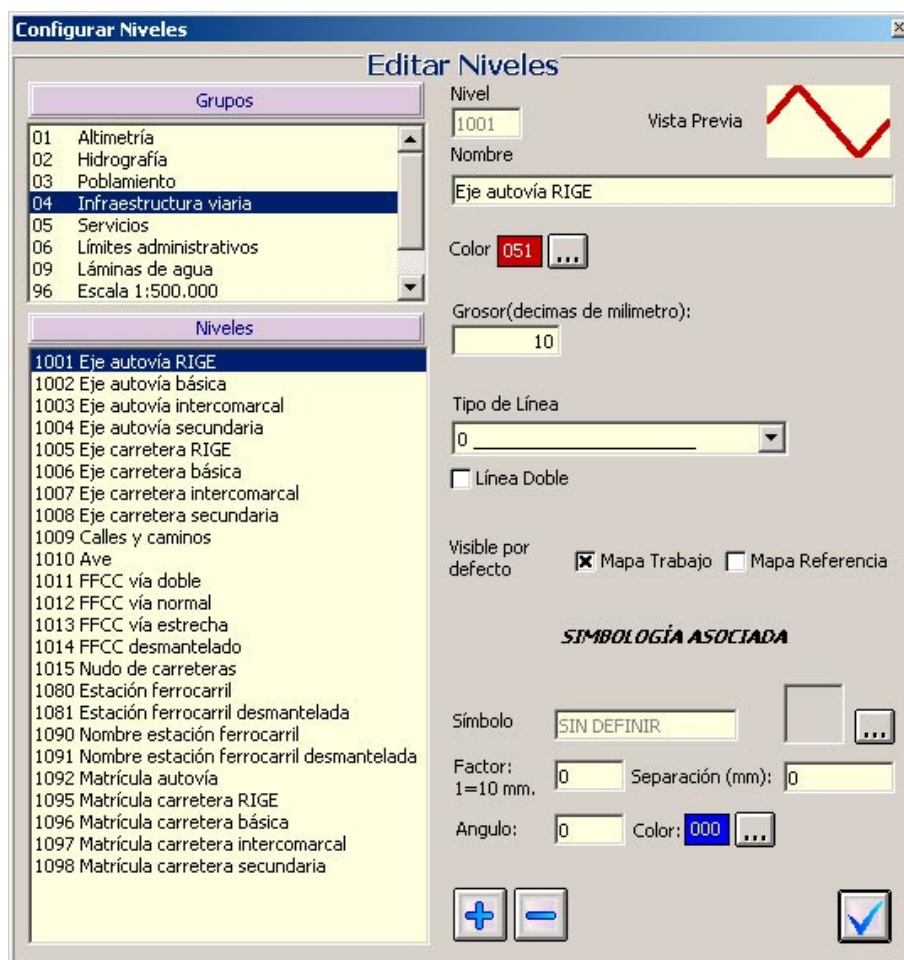 Configurar Niveles
Editar Niveles
Grupos
01 Altimetría
02 Hidrografía
03 Poblamiento
04 Infraestructura viaria
05 Servicios
06 Límites administrativos
09 Láminas de agua
96 Escala 1:500.000
Niveles
1001 Eje autovía RIGE
1002 Eje autovía básica
1003 Eje autovía intercomarcal
1004 Eje autovía secundaria
1005 Eje carretera RIGE
1006 Eje carretera básica
1007 Eje carretera intercomarcal
1008 Eje carretera secundaria
1009 Calles y caminos
1010 Ave
1011 FFCC vía doble
1012 FFCC vía normal
1013 FFCC vía estrecha
1014 FFCC desmantelado
1015 Nudo de carreteras
1080 Estación ferrocarril
1081 Estación ferrocarril desmantelada
1090 Nombre estación ferrocarril
1091 Nombre estación ferrocarril desmantelada
1092 Matrícula autovía
1095 Matrícula carretera RIGE
1096 Matrícula carretera básica
1097 Matrícula carretera intercomarcal
1098 Matrícula carretera secundaria
Nivel
1001
Vista Previa
Nombre
Eje autovía RIGE
Color 051 ...
Grosor(decimas de milimetro):
10
Tipo de Línea
0
Línea Doble
Visible por
defecto
Mapa Trabajo Mapa Referencia
SIMBOLOGÍA ASOCIADA
Símbolo SIN DEFINIR ...
Factor:
1=10 mm.
0 Separación (mm): 0
Angulo: 0 Color: 000 ...